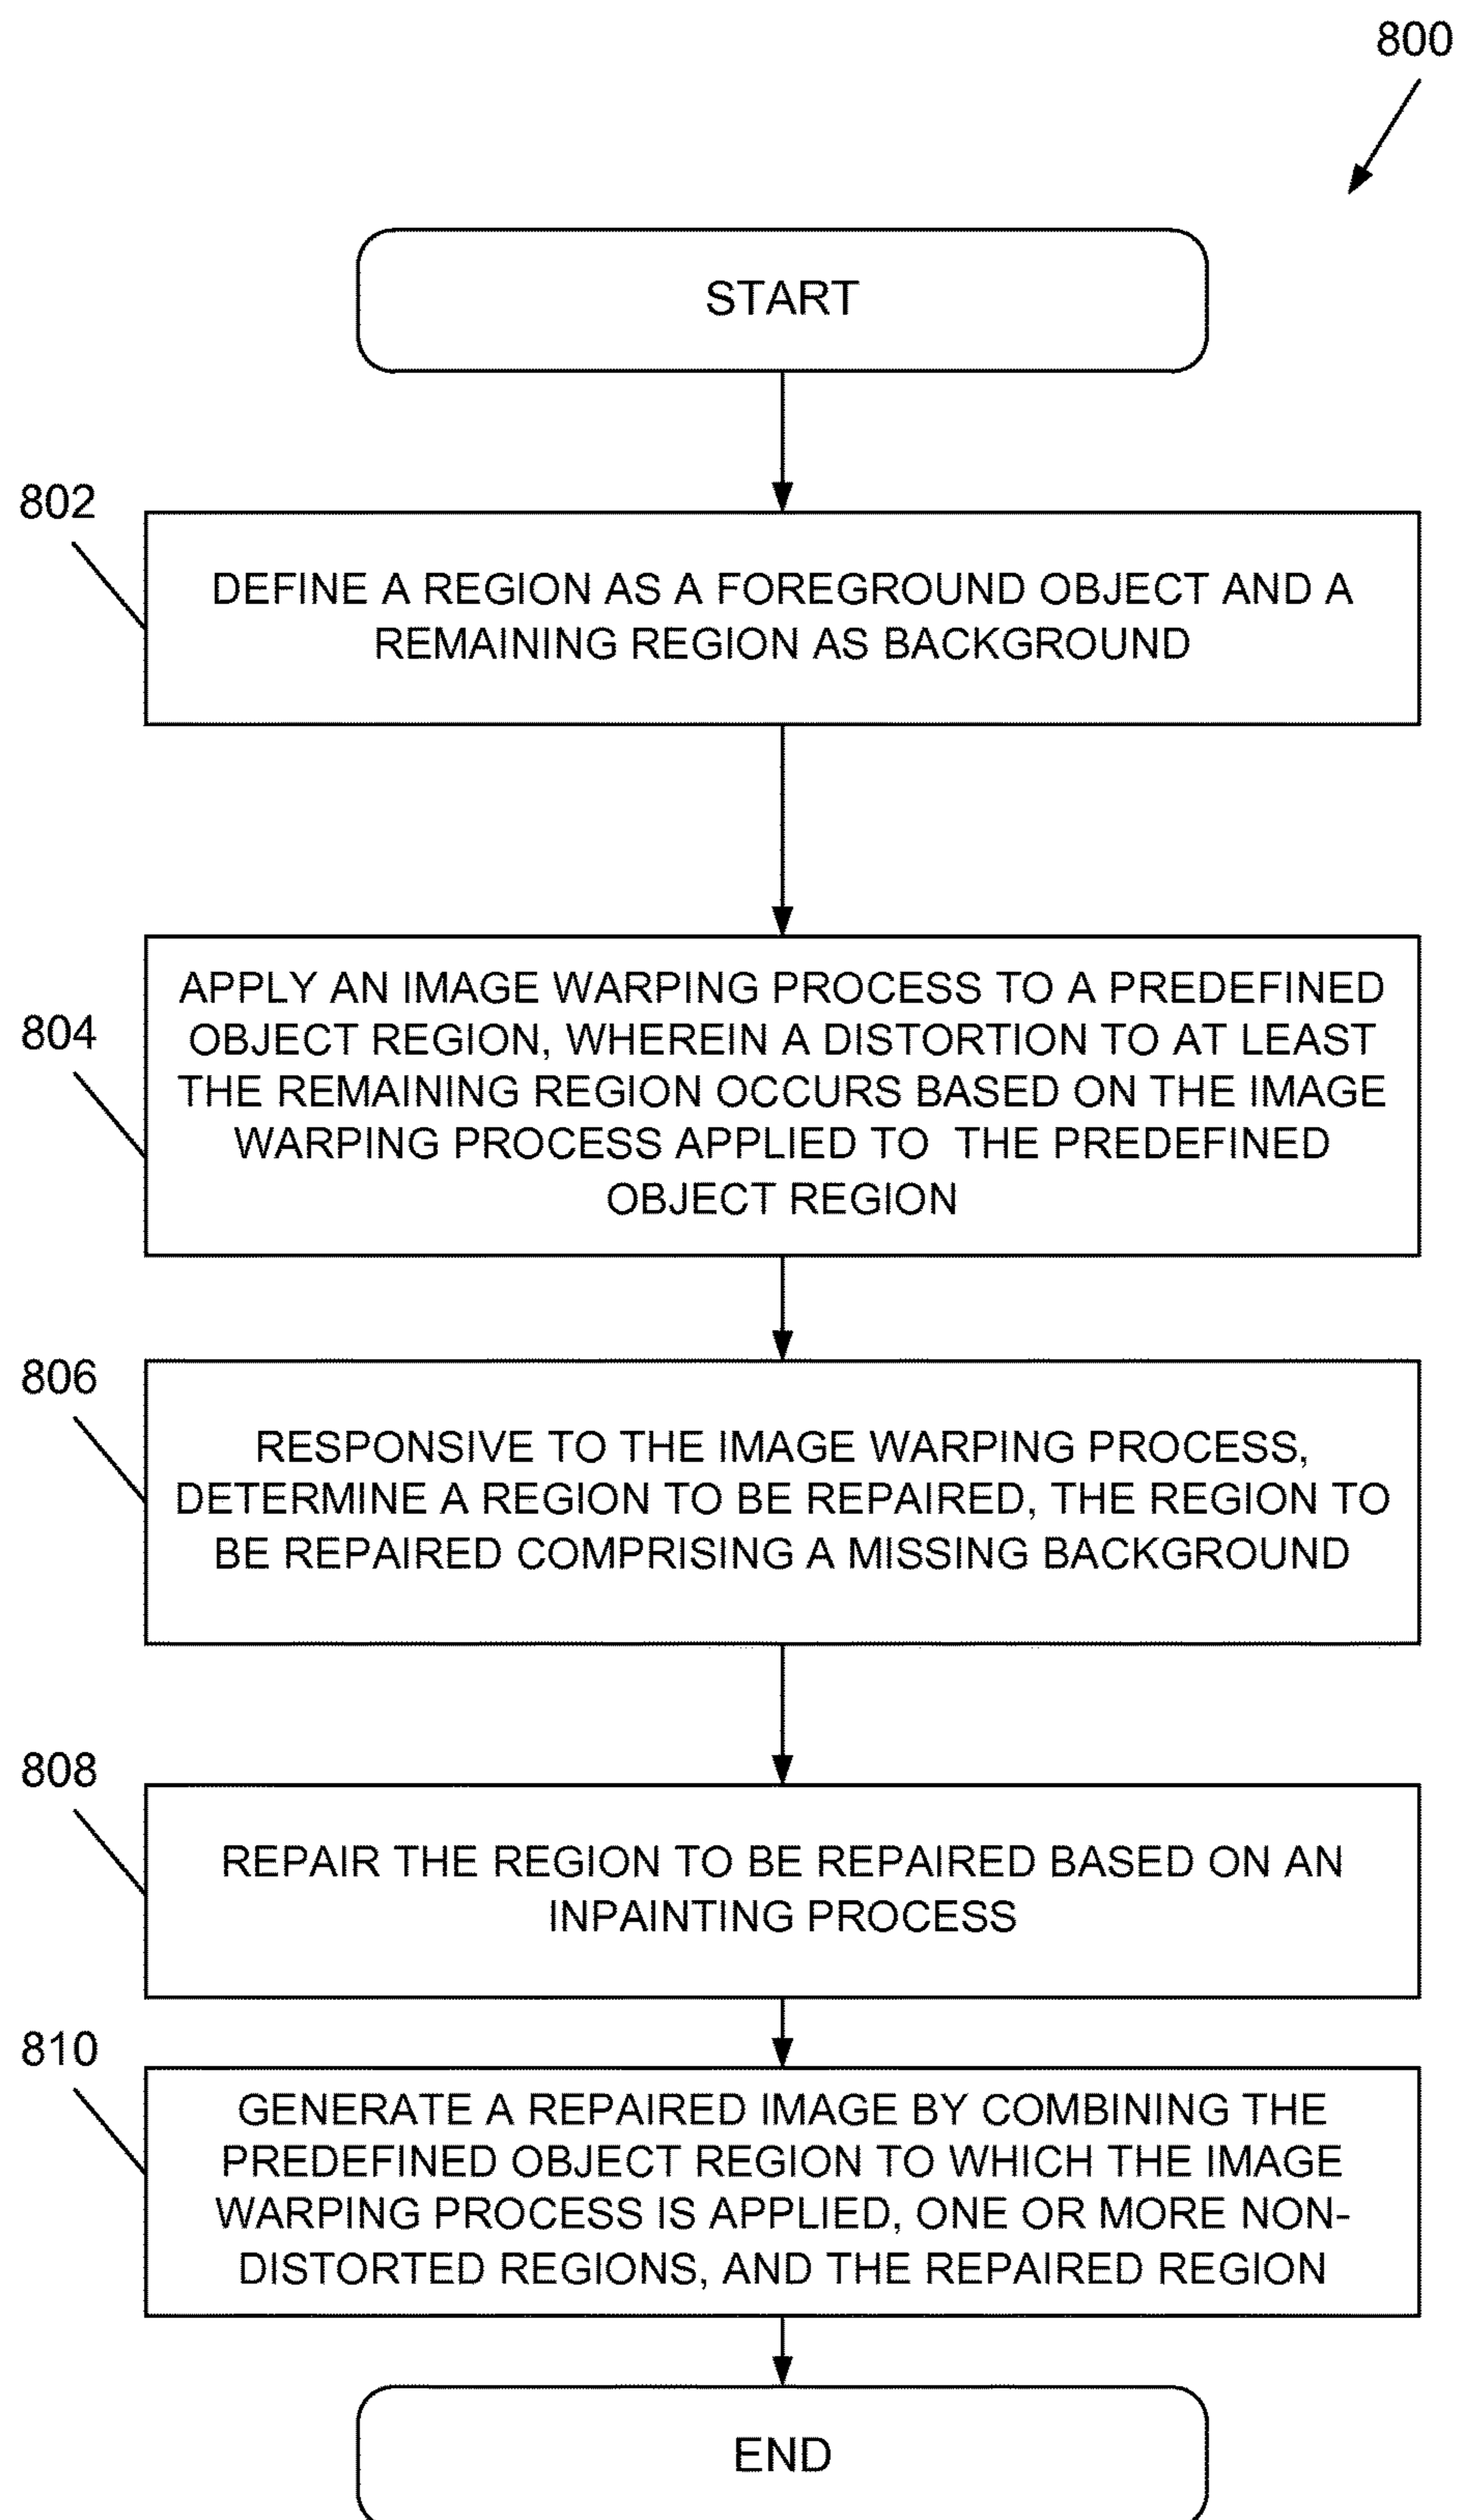 800
START
802
DEFINE A REGION AS A FOREGROUND OBJECT AND A
REMAINING REGION AS BACKGROUND
804
APPLY AN IMAGE WARPING PROCESS TO A PREDEFINED
OBJECT REGION, WHEREIN A DISTORTION TO AT LEAST
THE REMAINING REGION OCCURS BASED ON THE IMAGE
WARPING PROCESS APPLIED TO THE PREDEFINED
OBJECT REGION
806
RESPONSIVE TO THE IMAGE WARPING PROCESS,
DETERMINE A REGION TO BE REPAIRED, THE REGION TO
BE REPAIRED COMPRISING A MISSING BACKGROUND
808
REPAIR THE REGION TO BE REPAIRED BASED ON AN
INPAINTING PROCESS
810
GENERATE A REPAIRED IMAGE BY COMBINING THE
PREDEFINED OBJECT REGION TO WHICH THE IMAGE
WARPING PROCESS IS APPLIED, ONE OR MORE NON-
DISTORTED REGIONS, AND THE REPAIRED REGION
END